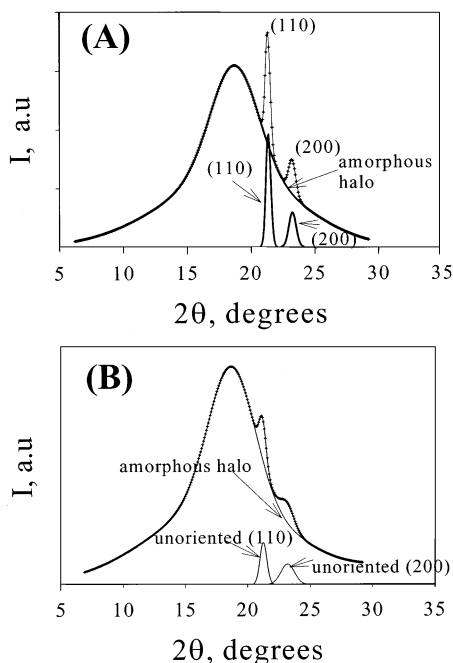 (A)
(110)
I, a.u
(200)
amorphous
halo
(110)
(200)
5 10 15 20 25 30 35
2θ, degrees
(B)
I, a.u
amorphous halo
unoriented (110)
unoriented (200)
5 10 15 20 25 30 35
2θ, degrees